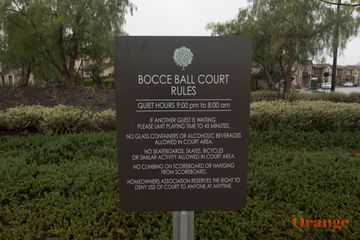 BOCCE BALL COURT
RULES
QUIET HOURS 9:00 pm to 8:00 am
IF ANOTHER GUEST IS WAITING,
PLEASE LIMIT PLAYING TIME TO 45 MINUTES.
NO GLASS CONTAINERS OR ALCOHOLIC BEVERAGES
ALLOWED IN COURT AREA.
NO SKATEBOARDS, SKATES, BICYCLES
OR SIMILAR ACTIVITY ALLOWED IN COURT AREA.
NO CLIMBING ON SCOREBOARD OR HANGING
FROM SCOREBOARD.
HOMEOWNERS ASSOCIATION RESERVES THE RIGHT TO
DENY USE OF COURT TO ANYONE AT ANYTIME.
Orange